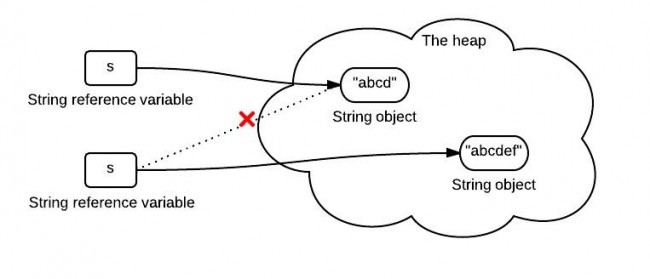 The heap
s
"abcd"
String reference variable
String object
s
"abcdef"
String object
String reference variable